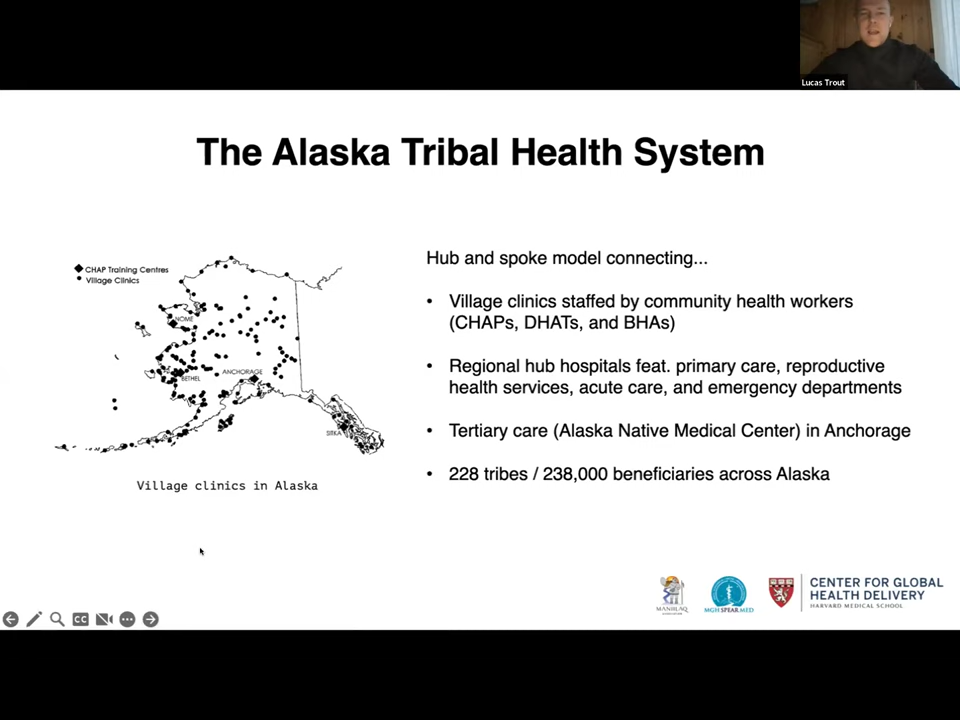 Lucas Trout
The Alaska Tribal Health System
CHAP Training Centres
Village Clinics
NOME
BETHEL
ANCHORAGE
SITKA
Village clinics in Alaska
Hub and spoke model connecting...
• Village clinics staffed by community health workers
(CHAPs, DHATs, and BHAs)
• Regional hub hospitals feat. primary care, reproductive
health services, acute care, and emergency departments
• Tertiary care (Alaska Native Medical Center) in Anchorage
• 228 tribes / 238,000 beneficiaries across Alaska
MANIILAQ
ASSOCIATION
MGH SPEARMED
CENTER FOR GLOBAL
HEALTH DELIVERY
HARVARD MEDICAL SCHOOL
CC